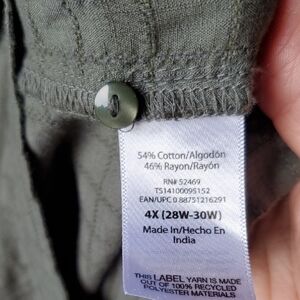 54% Cotton/Algodón
46% Rayon/Rayón
RN# 52469
TS14100095152
EAN/UPC 0 88751216291
4X (28W-30W)
Made In/Hecho En
India
THIS LABEL YARN IS MADE
OUT OF 100% RECYCLED
POLYESTER MATERIALS